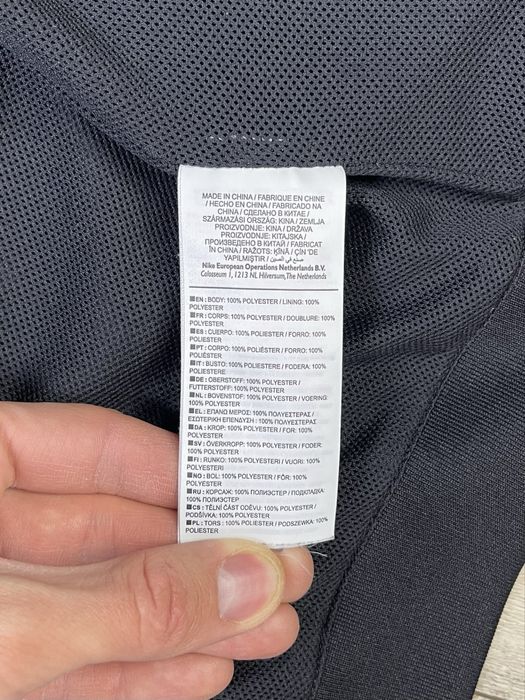 MADE IN CHINA / FABRIQUE EN CHINE
/ HECHO EN CHINA / FABRICADO NA
CHINA / СДЕЛАНО В КИТАЕ /
SZÁRMAZÁSI ORSZÁG: KÍNA / ZEMLJA
PROIZVODNJE: KINA / DRŽAVA
PROIZVODNJE: KITAJSKA /
ПРОИЗВЕДЕНО В КИТАЙ / FABRICAT
ÎN CHINA / RAŽOTS: ĶĪNĀ / ÇİN 'DE
YAPILMIŞTIR / صنع في الصين
Nike European Operations Netherlands B.V.
Colosseum 1, 1213 NL Hilversum, The Netherlands
EN : BODY: 100% POLYESTER / LINING: 100%
POLYESTER
FR : CORPS: 100% POLYESTER / DOUBLURE: 100%
POLYESTER
ES : CUERPO: 100% POLIESTER / FORRO: 100%
POLIESTER
PT : CORPO: 100% POLIÉSTER / FORRO: 100%
POLIÉSTER
IT : BUSTO: 100% POLIESTERE / FODERA: 100%
POLIESTERE
DE : OBERSTOFF: 100% POLYESTER /
FUTTERSTOFF: 100% POLYESTER
NL : BOVENSTOF: 100% POLYESTER / VOERING:
100% POLYESTER
EL : ΕΠΑΝΩ ΜΕΡΟΣ: 100% ΠΟΛΥΕΣΤΕΡΑΣ /
ΕΣΩΤΕΡΙΚΗ ΕΠΕΝΔΥΣΗ : 100% ΠΟΛΥΕΣΤΕΡΑΣ
DA : KROP: 100% POLYESTER / FOR: 100%
POLYESTER
SV : ÖVERKROPP: 100% POLYESTER / FODER:
100% POLYESTER
FI : RUNKO: 100% POLYESTERI / VUORI: 100%
POLYESTERI
NO : BOL: 100% POLYESTER / FÔR: 100%
POLYESTER
RU : КОРСАЖ: 100% ПОЛИЭСТЕР / ПОДКЛАДКА:
100% ПОЛИЭСТЕР
CS : TĚLNÍ ČÁST ODĚVU: 100% POLYESTER /
PODŠÍVKA: 100% POLYESTER
PL : TORS : 100% POLIESTER / PODSZEWKA: 100%
POLIESTER